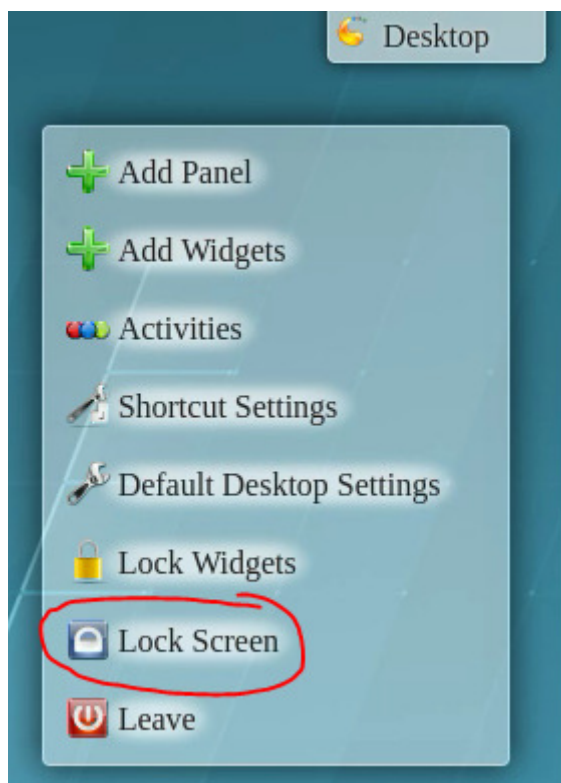 Desktop
Add Panel
Add Widgets
Activities
Shortcut Settings
Default Desktop Settings
Lock Widgets
Lock Screen
Leave